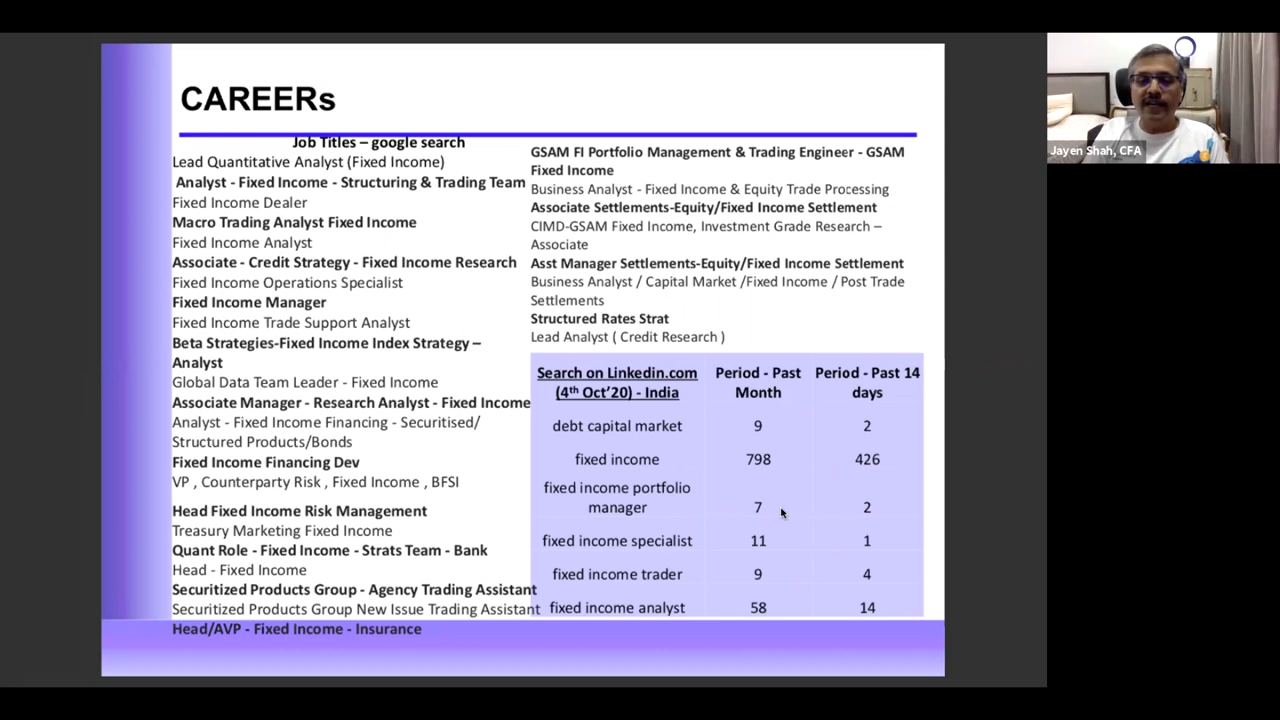 CAREERs
Job Titles – google search
Lead Quantitative Analyst (Fixed Income)
Analyst - Fixed Income - Structuring & Trading Team
Fixed Income Dealer
Macro Trading Analyst Fixed Income
Fixed Income Analyst
Associate - Credit Strategy - Fixed Income Research
Fixed Income Operations Specialist
Fixed Income Manager
Fixed Income Trade Support Analyst
Beta Strategies-Fixed Income Index Strategy –
Analyst
Global Data Team Leader - Fixed Income
Associate Manager - Research Analyst - Fixed Income
Analyst - Fixed Income Financing - Securitised/
Structured Products/Bonds
Fixed Income Financing Dev
VP , Counterparty Risk , Fixed Income , BFSI
Head Fixed Income Risk Management
Treasury Marketing Fixed Income
Quant Role - Fixed Income - Strats Team - Bank
Head - Fixed Income
Securitized Products Group - Agency Trading Assistant
Securitized Products Group New Issue Trading Assistant
Head/AVP - Fixed Income - Insurance
GSAM FI Portfolio Management & Trading Engineer - GSAM
Fixed Income
Business Analyst - Fixed Income & Equity Trade Processing
Associate Settlements-Equity/Fixed Income Settlement
CIMD-GSAM Fixed Income, Investment Grade Research –
Associate
Asst Manager Settlements-Equity/Fixed Income Settlement
Business Analyst / Capital Market /Fixed Income / Post Trade
Settlements
Structured Rates Strat
Lead Analyst ( Credit Research )
Search on Linkedin.com Period - Past Period - Past 14
(4th Oct'20) - India Month days
debt capital market 9 2
fixed income 798 426
fixed income portfolio
manager 7 2
fixed income specialist 11 1
fixed income trader 9 4
fixed income analyst 58 14
Jayen Shah, CFA